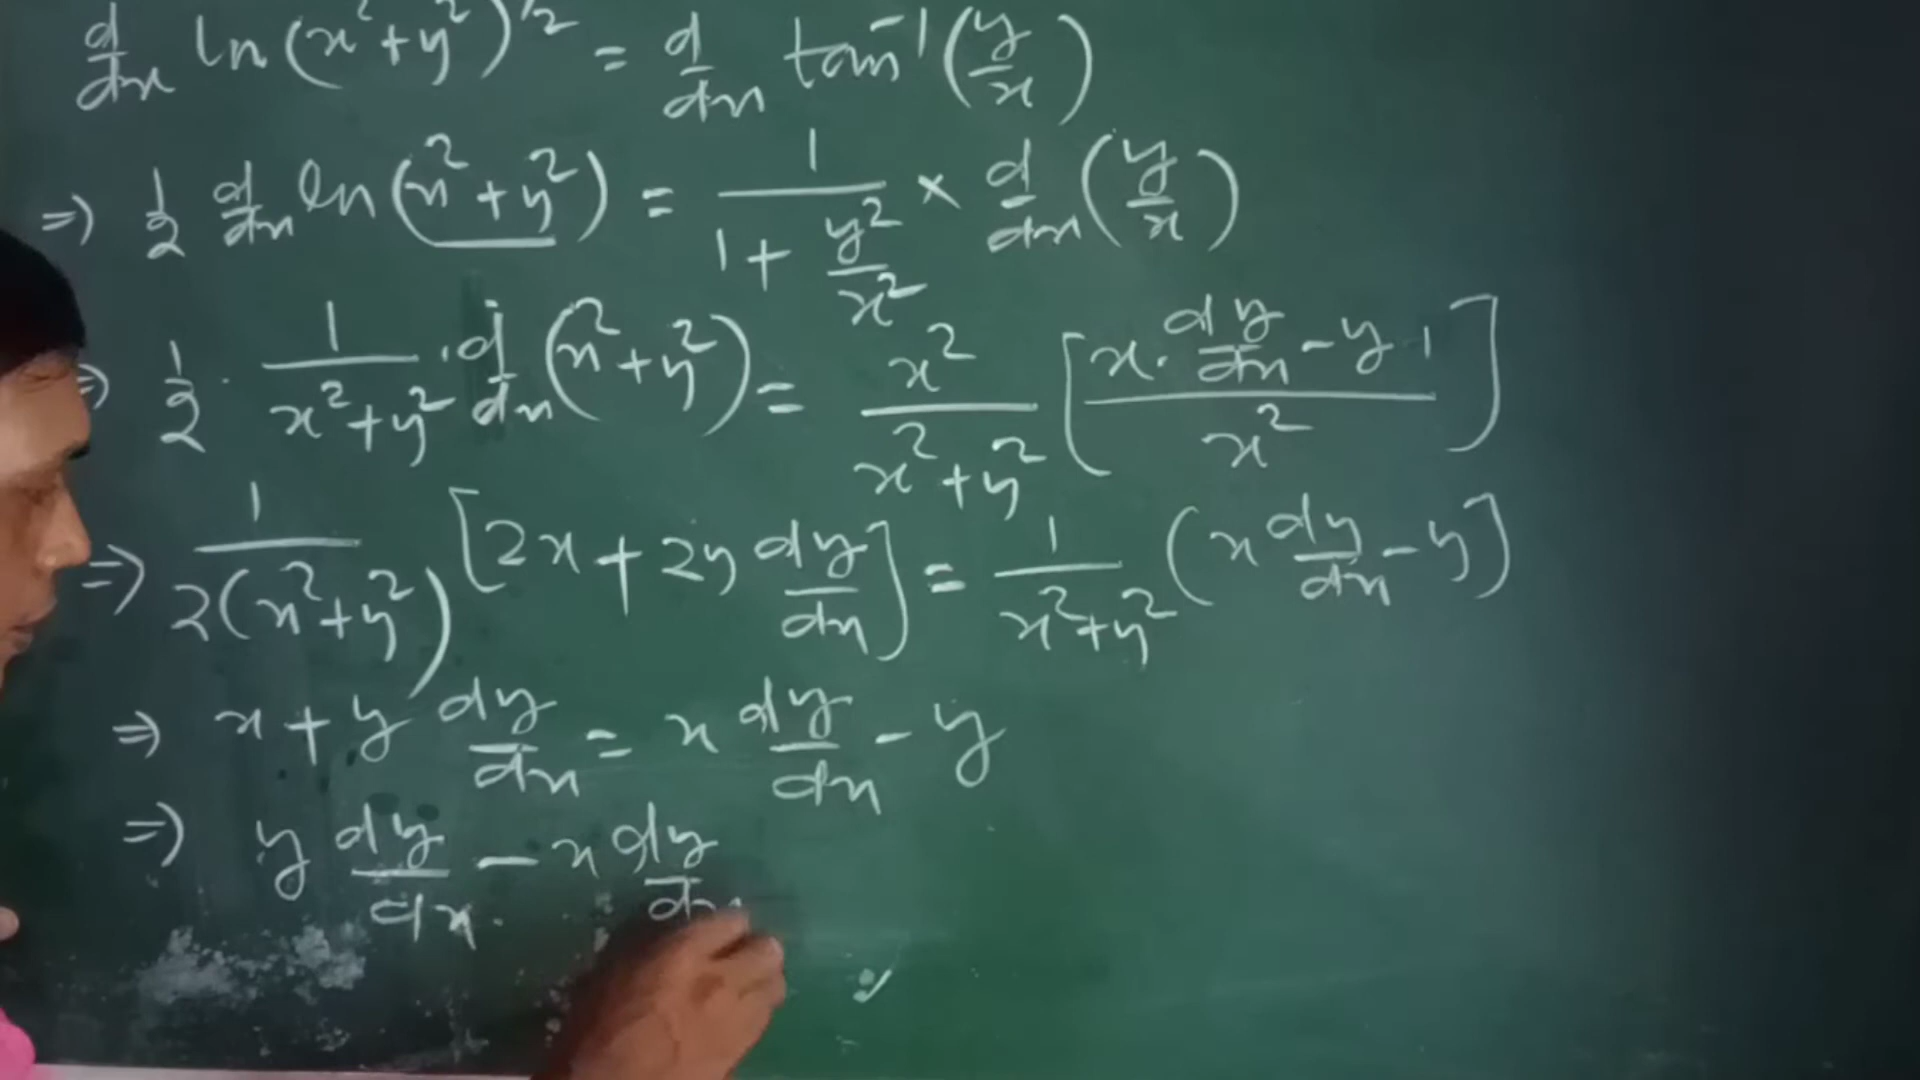 d/dx ln(x²+y²)^1/2 = d/dx tan⁻¹(y/x)
⇒ 1/2 d/dx ln(x²+y²) = 1/(1+y²/x²) × d/dx(y/x)
⇒ 1/2 · 1/(x²+y²) · d/dx(x²+y²) = x²/(x²+y²) [(x · dy/dx - y · 1)/x²]
⇒ 1/(2(x²+y²)) [2x + 2y dy/dx] = 1/(x²+y²) (x dy/dx - y]
⇒ x + y dy/dx = x dy/dx - y
⇒ y dy/dx - x dy/dx